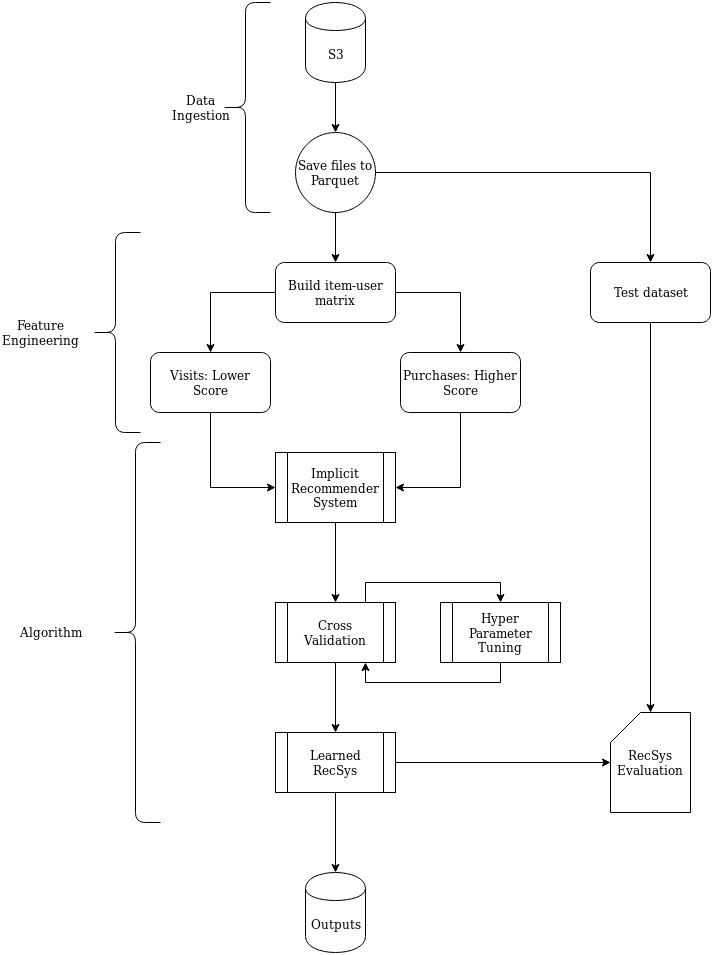 S3
Data
Ingestion
Save files to
Parquet
Build item-user
matrix
Test dataset
Feature
Engineering
Visits: Lower
Score
Purchases: Higher
Score
Implicit
Recommender
System
Algorithm
Cross
Validation
Hyper
Parameter
Tuning
Learned
RecSys
RecSys
Evaluation
Outputs